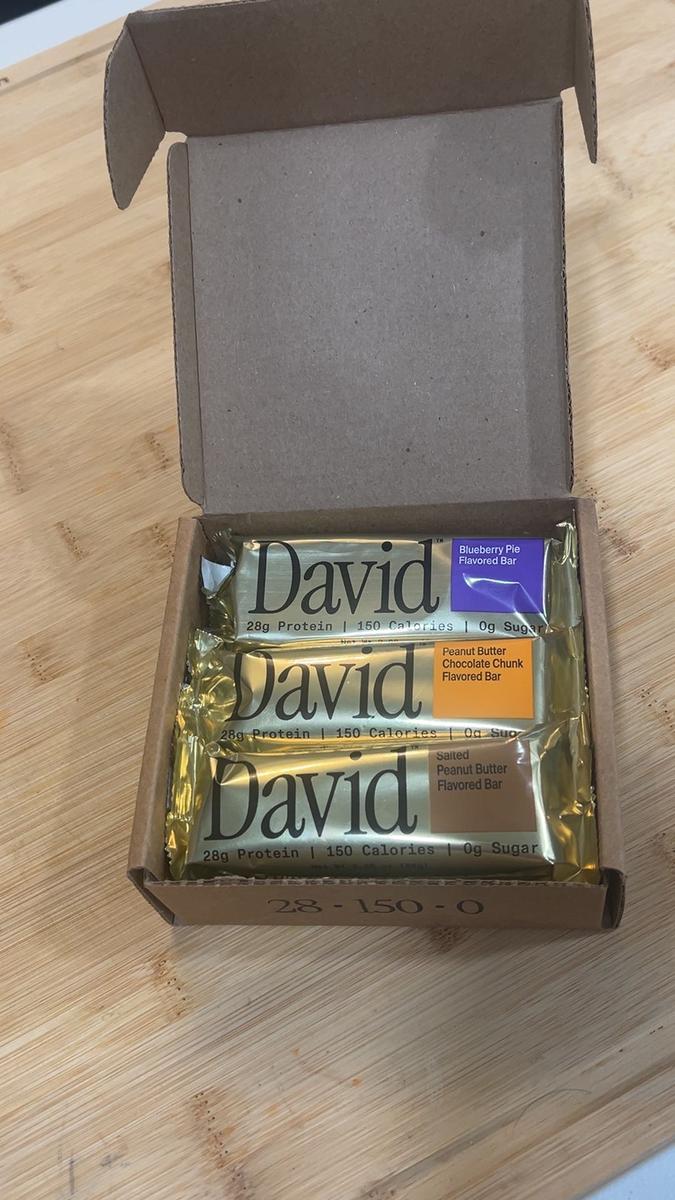 David™
Blueberry Pie
Flavored Bar
28g Protein | 150 Calories | 0g Sugar
David
Peanut Butter
Chocolate Chunk
Flavored Bar
28g Protein | 150 Calories | 0g
David™
Salted
Peanut Butter
Flavored Bar
28g Protein | 150 Calories | 0g Sugar
28 · 150 · 0